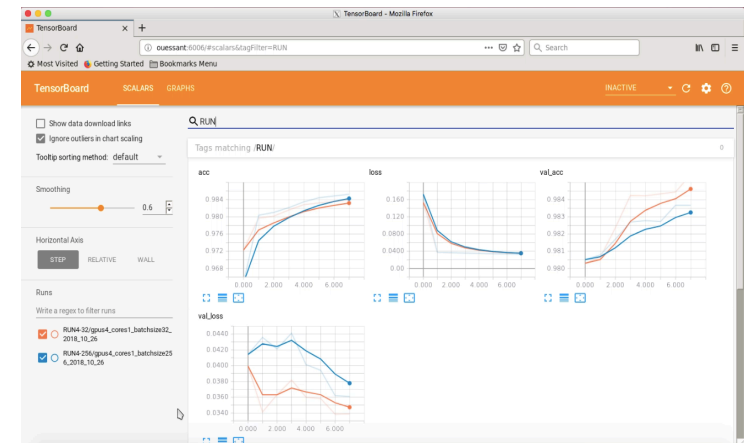 TensorBoard - Mozilla Firefox
TensorBoard
ouessant:6006/#scalars&tagFilter=RUN
Search
Most Visited Getting Started Bookmarks Menu
TensorBoard SCALARS GRAPHS INACTIVE
Show data download links
Ignore outliers in chart scaling
Tooltip sorting method: default
Smoothing
0.6
Horizontal Axis
STEP RELATIVE WALL
Runs
Write a regex to filter runs
RUN4-32/gpus4_cores1_batchsize32_
2018_10_26
RUN4-256/gpus4_cores1_batchsize25
6_2018_10_26
RUN
Tags matching /RUN/ 0
acc
0.984
0.980
0.976
0.972
0.968
0.000 2.000 4.000 6.000
loss
0.160
0.120
0.0800
0.0400
0.00
0.000 2.000 4.000 6.000
val_acc
0.984
0.983
0.982
0.981
0.980
0.000 2.000 4.000 6.000
val_loss
0.0440
0.0420
0.0400
0.0380
0.0360
0.0340
0.000 2.000 4.000 6.000